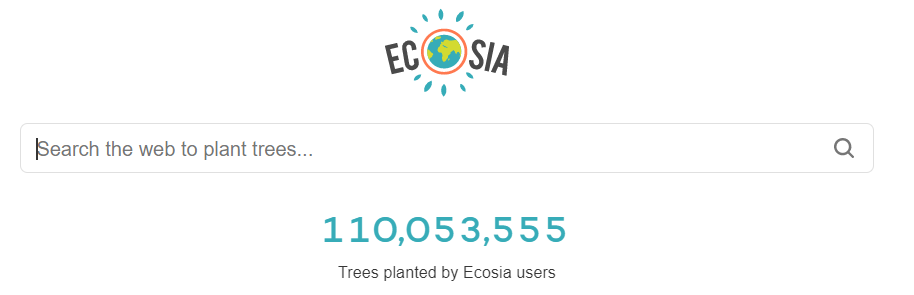 ECOSIA
Search the web to plant trees...
110,053,555
Trees planted by Ecosia users